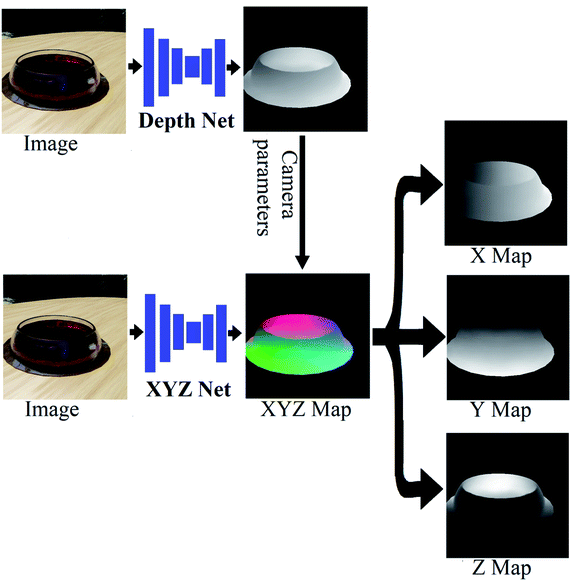 Depth Net
Image
Camera
parameters
X Map
XYZ Net
Image
XYZ Map
Y Map
Z Map